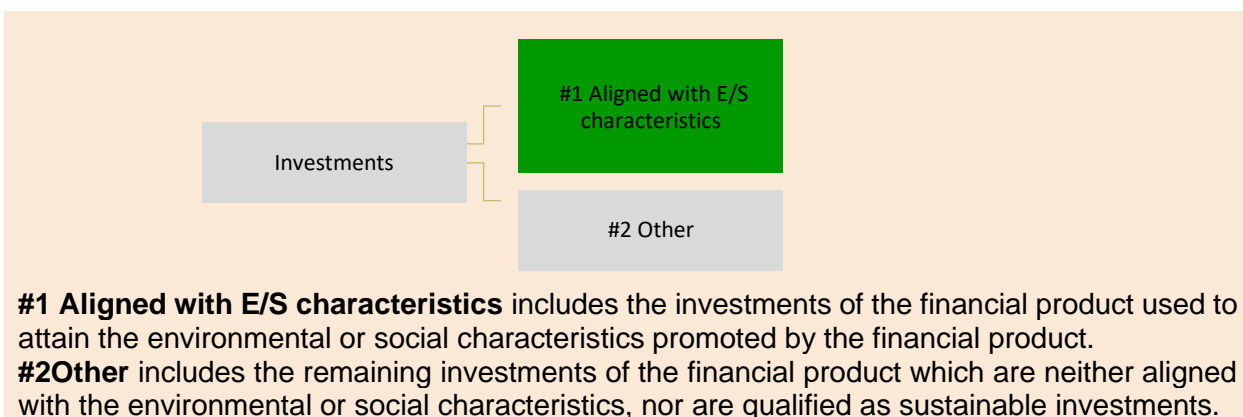 #1 Aligned with E/S
characteristics
Investments
#2 Other
#1 Aligned with E/S characteristics includes the investments of the financial product used to
attain the environmental or social characteristics promoted by the financial product.
#2Other includes the remaining investments of the financial product which are neither aligned
with the environmental or social characteristics, nor are qualified as sustainable investments.